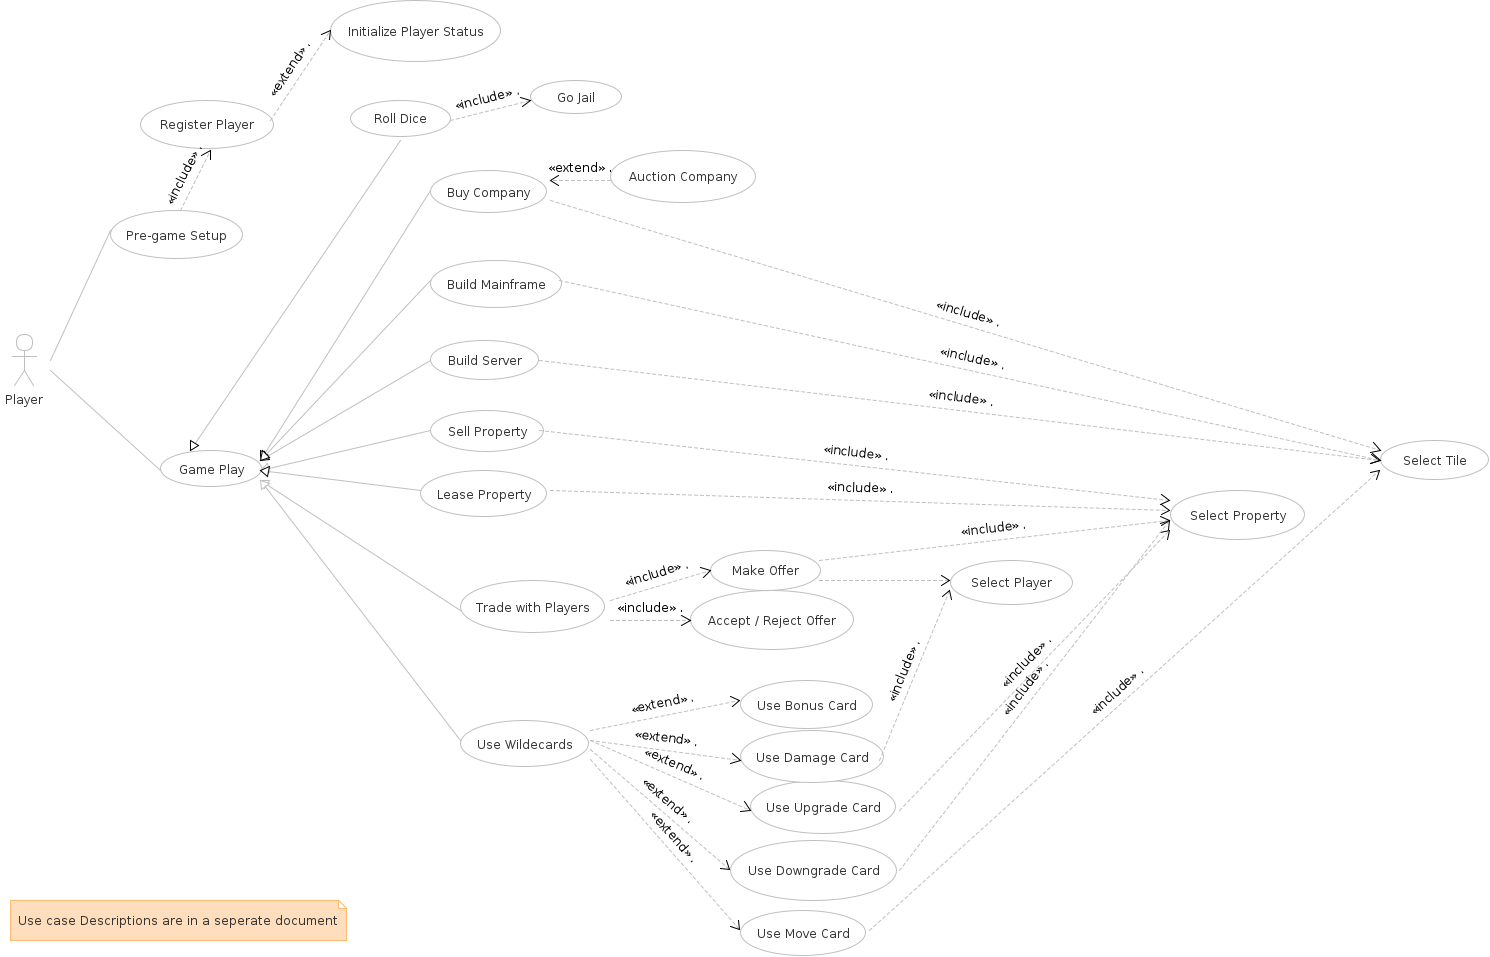 Initialize Player Status
«extend» .
Go Jail
«include» .
Roll Dice
Register Player
«include» .
«extend» .
Auction Company
Buy Company
Pre-game Setup
Build Mainframe
«include» .
«include» .
Build Server
Player
«include» .
Sell Property
«include» .
Select Tile
Game Play
Lease Property
«include» .
Select Property
«include» .
Make Offer
«include» .
Select Player
Trade with Players
«include» .
Accept / Reject Offer
«include» .
«include» .
«include» .
«include» .
«extend» .
Use Bonus Card
Use Wildecards
«extend» .
Use Damage Card
«extend» .
Use Upgrade Card
«extend» .
«extend» .
Use Downgrade Card
Use Move Card
Use case Descriptions are in a seperate document